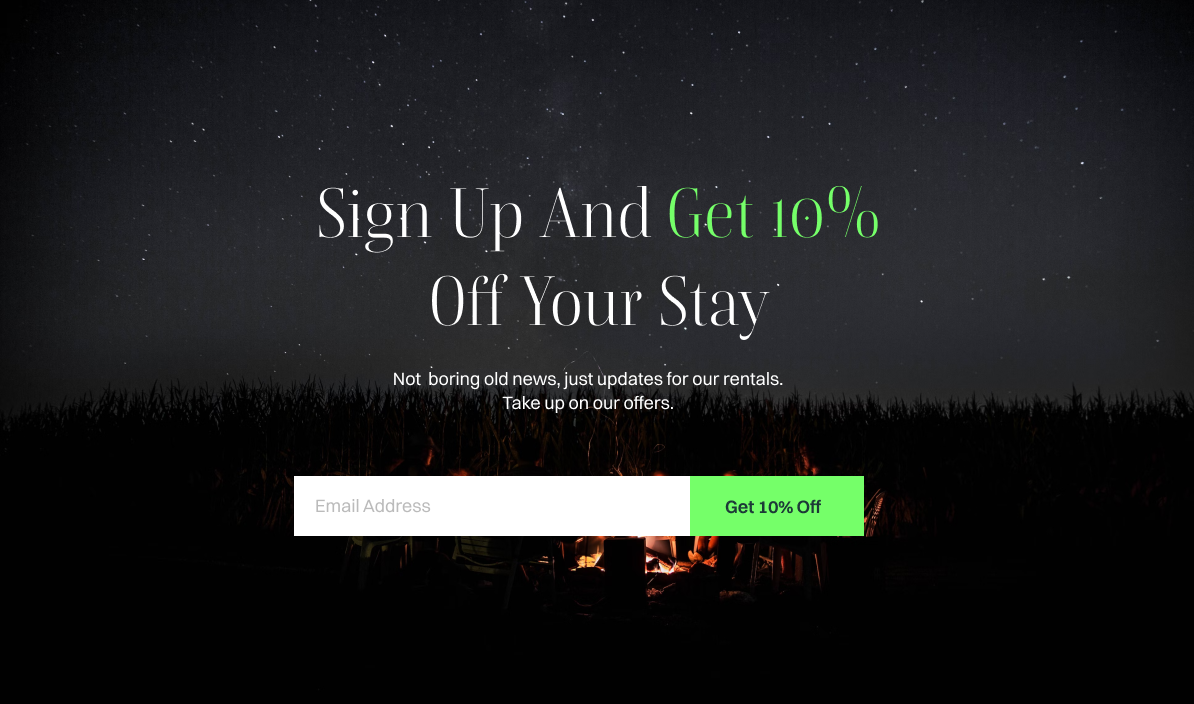 Sign Up And Get 10%
Off Your Stay
Not boring old news, just updates for our rentals.
Take up on our offers.
Email Address
Get 10% Off